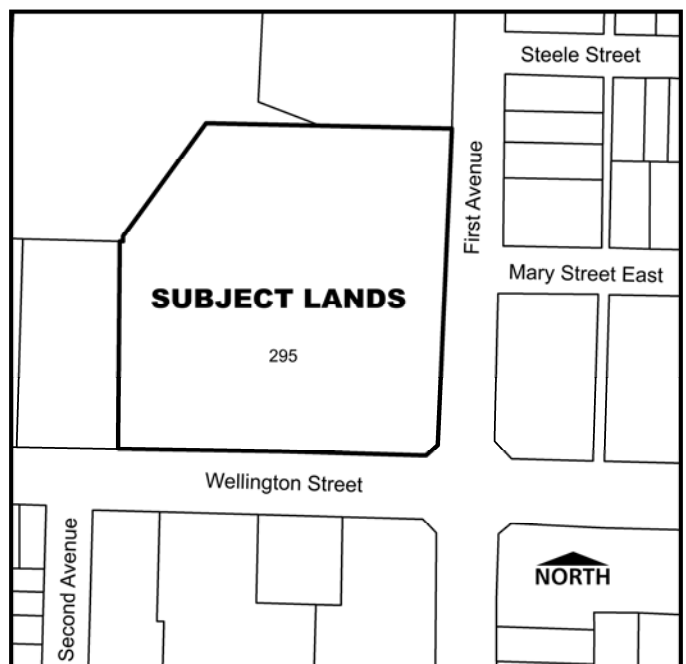 Steele Street
First Avenue
Mary Street East
SUBJECT LANDS
295
Wellington Street
Second Avenue
NORTH